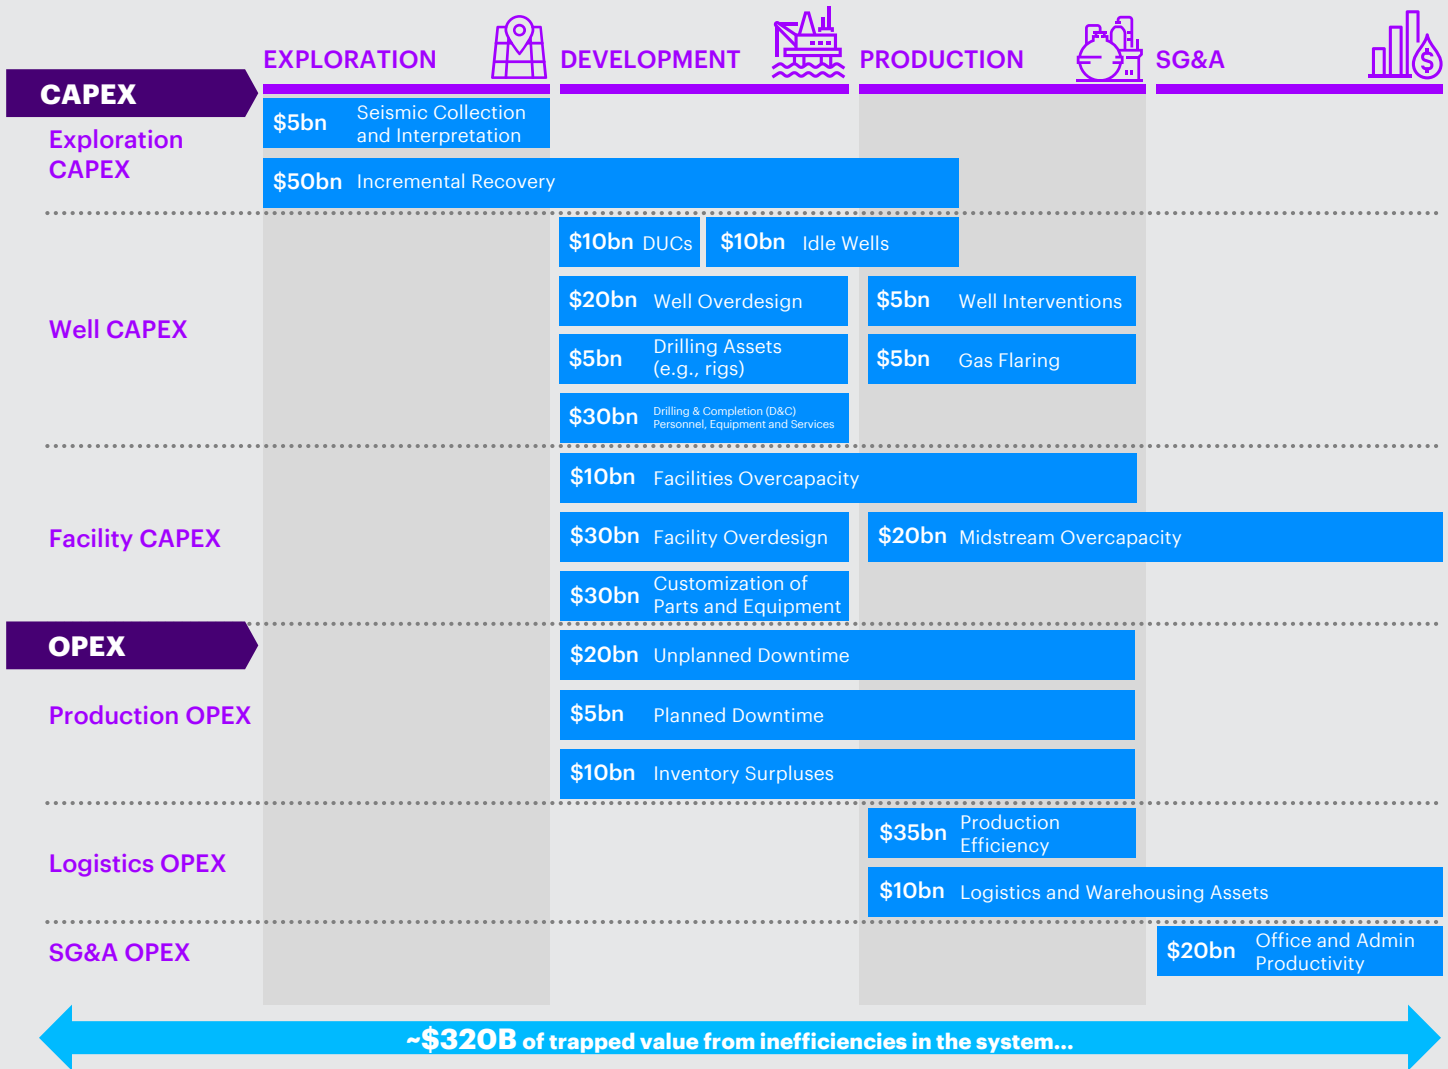 EXPLORATION
DEVELOPMENT
PRODUCTION
SG&A
$
CAPEX
Exploration
CAPEX
$5bn Seismic Collection
and Interpretation
$50bn Incremental Recovery
Well CAPEX
$10bn DUCs
$10bn Idle Wells
$20bn Well Overdesign
$5bn Well Interventions
$5bn Drilling Assets
(e.g., rigs)
$5bn Gas Flaring
$30bn Drilling & Completion (D&C)
Personnel, Equipment and Services
Facility CAPEX
$10bn Facilities Overcapacity
$30bn Facility Overdesign
$20bn Midstream Overcapacity
$30bn Customization of
Parts and Equipment
OPEX
Production OPEX
$20bn Unplanned Downtime
$5bn Planned Downtime
$10bn Inventory Surpluses
Logistics OPEX
$35bn Production
Efficiency
$10bn Logistics and Warehousing Assets
SG&A OPEX
$20bn Office and Admin
Productivity
~$320B of trapped value from inefficiencies in the system...